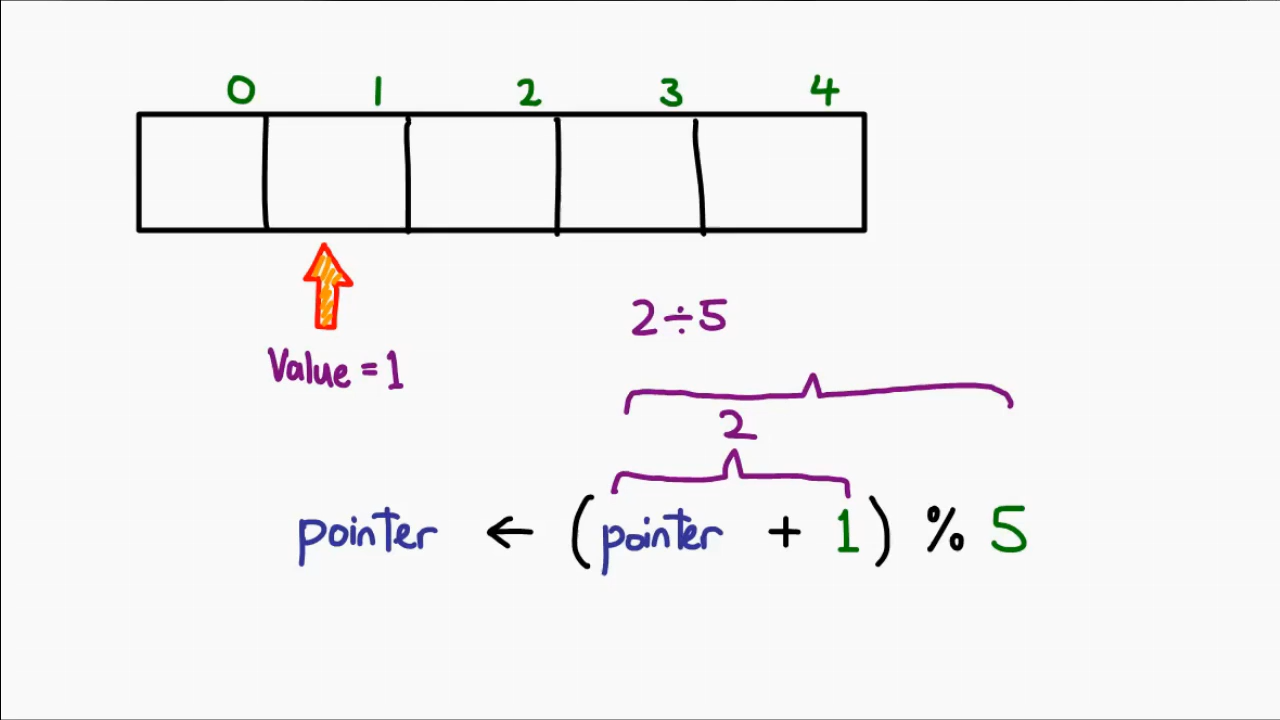 0 1 2 3 4
Value = 1
2÷5
2
pointer ← (pointer + 1) % 5